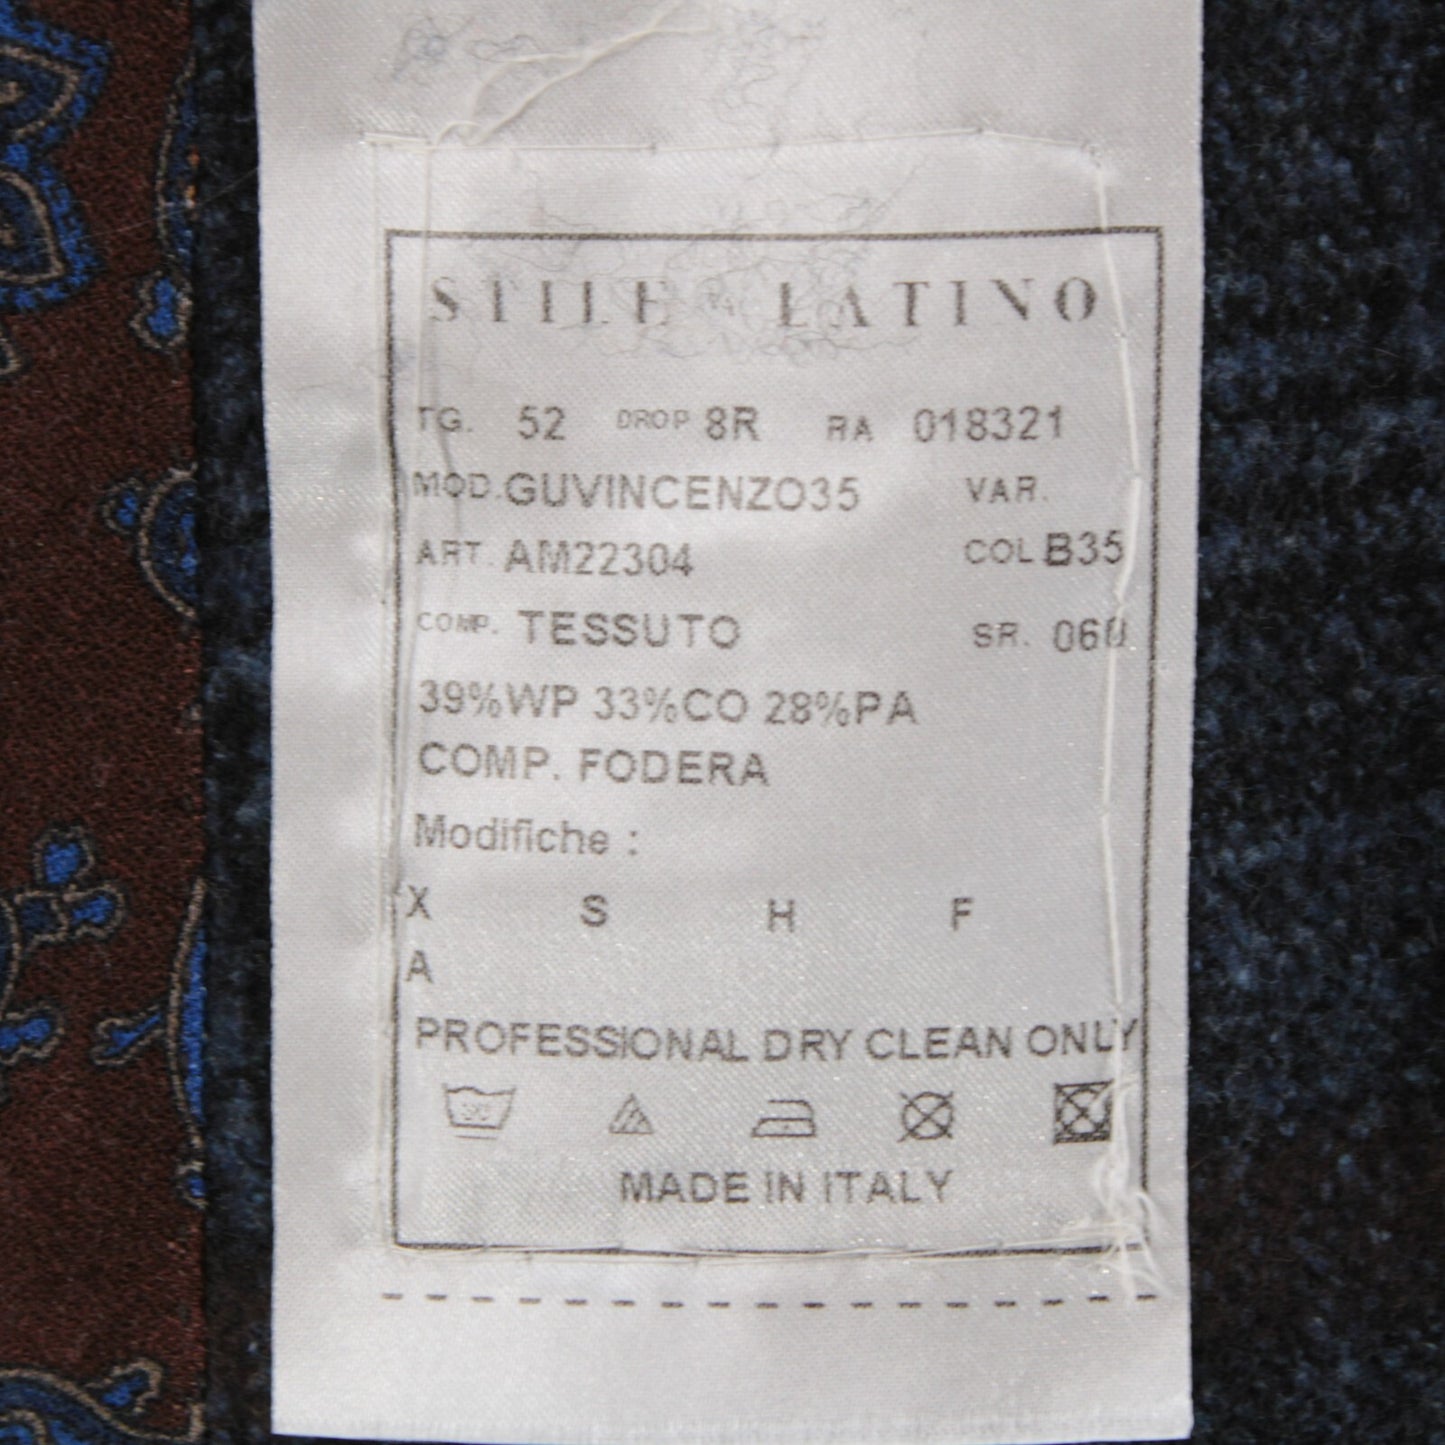 STILE LATINO
TG. 52 DROP 8R RA 018321
MOD. GUVINCENZO35 VAR.
ART. AM22304 COL B35
COMP. TESSUTO SR. 060
39%WP 33%CO 28%PA
COMP. FODERA
Modifiche :
X S H F
A
PROFESSIONAL DRY CLEAN ONLY
30
MADE IN ITALY